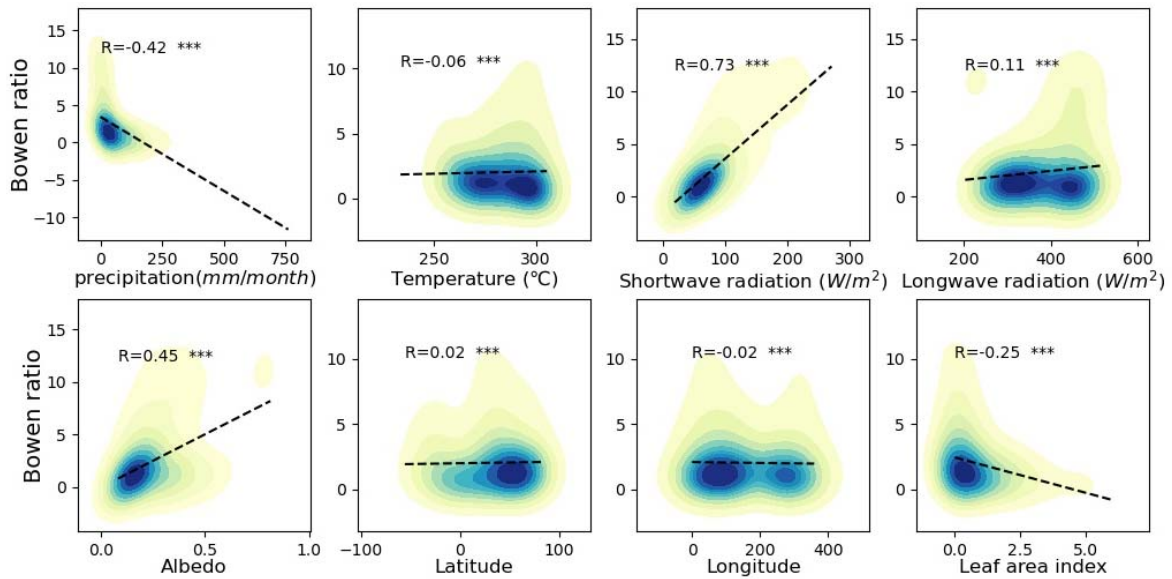 15
10
5
0
−5
−10
Bowen ratio
R=-0.42 ***
0 250 500 750
precipitation(mm/month)
10
5
0
R=-0.06 ***
250 300
Temperature (°C)
15
10
5
0
R=0.73 ***
0 100 200 300
Shortwave radiation (W/m²)
15
10
5
0
R=0.11 ***
200 400 600
Longwave radiation (W/m²)
15
10
5
0
Bowen ratio
R=0.45 ***
0.0 0.5 1.0
Albedo
10
5
0
R=0.02 ***
−100 0 100
Latitude
10
5
0
R=-0.02 ***
0 200 400
Longitude
10
5
0
R=-0.25 ***
0.0 2.5 5.0
Leaf area index